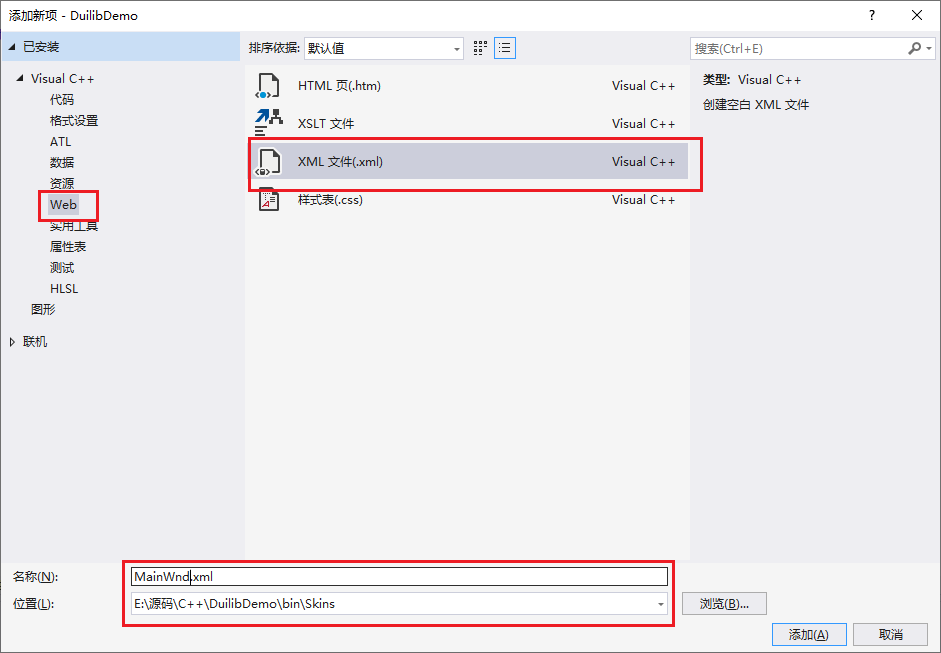 添加新项 - DuilibDemo
?
已安装
排序依据: 默认值
搜索(Ctrl+E)
Visual C++
代码
格式设置
ATL
数据
资源
Web
实用工具
属性表
测试
HLSL
图形
联机
HTML 页(.htm) Visual C++
XSLT 文件 Visual C++
XML 文件(.xml) Visual C++
样式表(.css) Visual C++
类型: Visual C++
创建空白 XML 文件
名称(N): MainWnd.xml
位置(L): E:\源码\C++\DuilibDemo\bin\Skins
浏览(B)...
添加(A) 取消